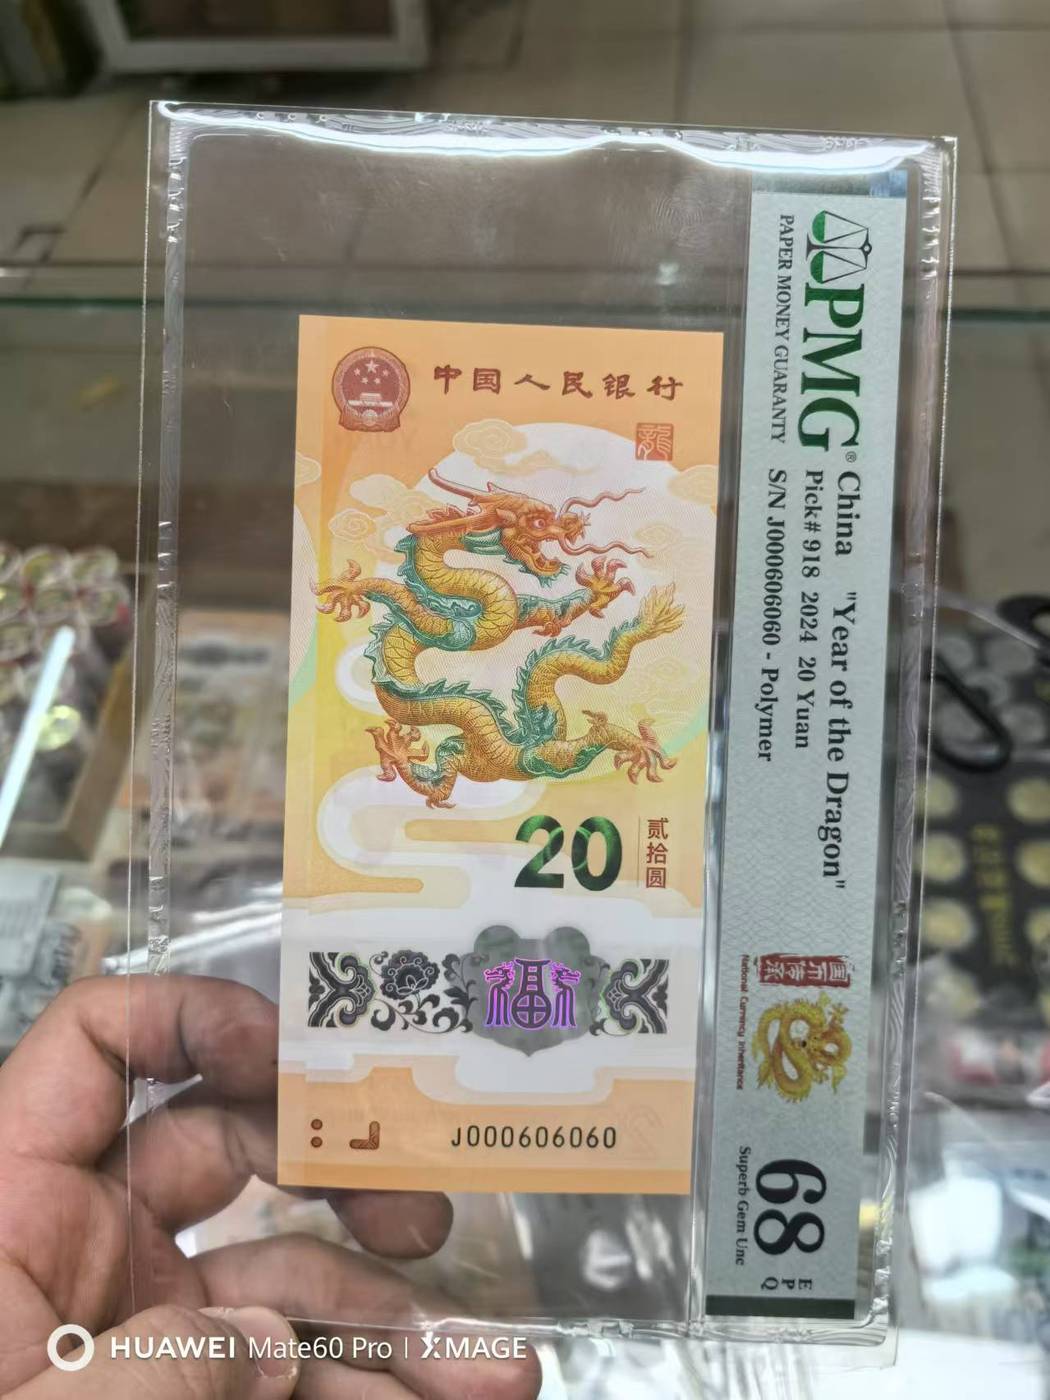 中国人民银行
龍
20
贰拾圆
福
J000606060
PMG®
PAPER MONEY GUARANTY
China "Year of the Dragon"
Pick# 918 2024 20 Yuan
S/N J000606060 - Polymer
National Currency Inheritance
68
EPQ
Superb Gem Unc
HUAWEI Mate60 Pro | XMAGE